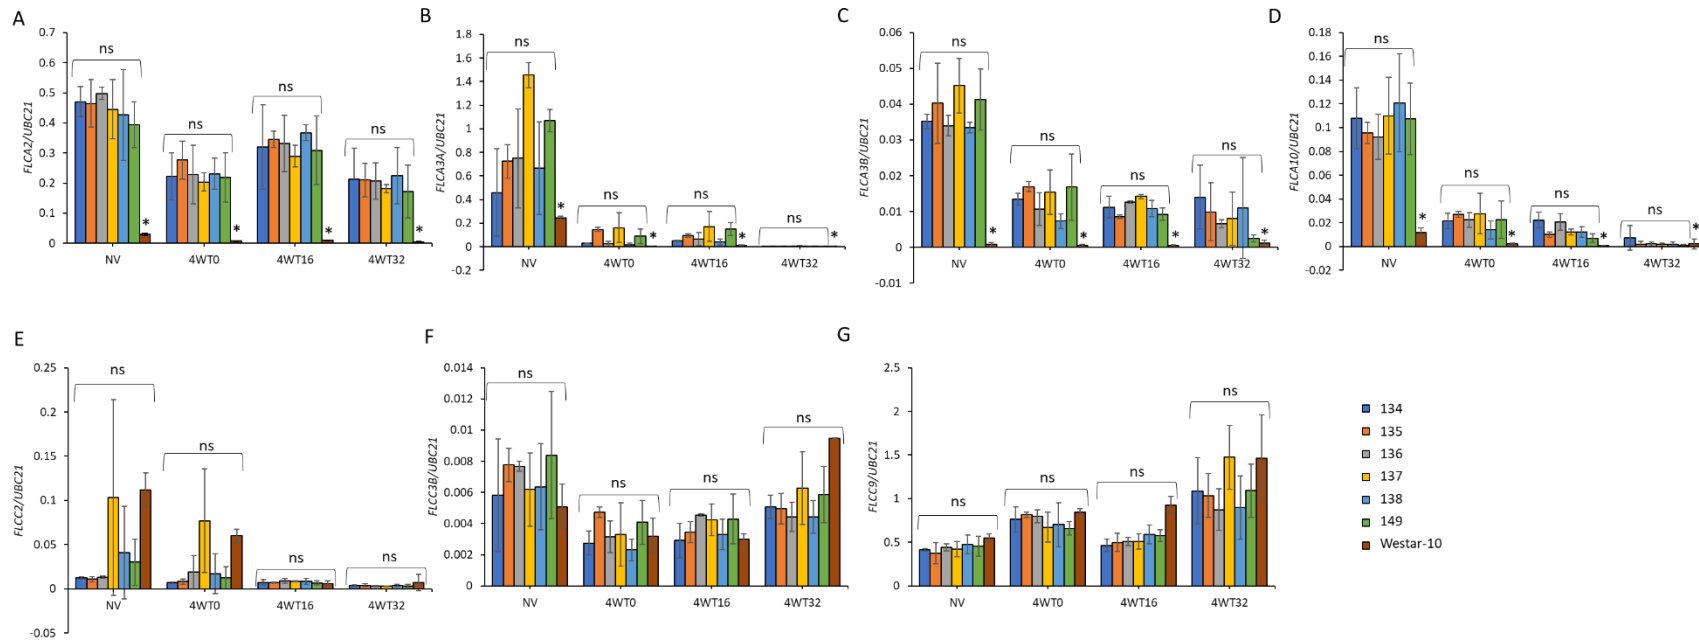 A
FLCA2/UBC21
0.7
0.6
0.5
0.4
0.3
0.2
0.1
0
ns
ns
ns
ns
*
*
*
*
NV
4WT0
4WT16
4WT32
B
FLCA3A/UBC21
1.8
1.6
1.4
1.2
1
0.8
0.6
0.4
0.2
0
-0.2
ns
ns
ns
ns
*
*
*
*
NV
4WT0
4WT16
4WT32
C
FLCA3B/UBC21
0.06
0.05
0.04
0.03
0.02
0.01
0
-0.01
ns
ns
ns
ns
*
*
*
*
NV
4WT0
4WT16
4WT32
D
FLCA10/UBC21
0.18
0.16
0.14
0.12
0.1
0.08
0.06
0.04
0.02
0
-0.02
ns
ns
ns
ns
*
*
*
*
NV
4WT0
4WT16
4WT32
E
FLCC2/UBC21
0.25
0.2
0.15
0.1
0.05
0
-0.05
ns
ns
ns
ns
NV
4WT0
4WT16
4WT32
F
FLCC3B/UBC21
0.014
0.012
0.01
0.008
0.006
0.004
0.002
0
ns
ns
ns
ns
NV
4WT0
4WT16
4WT32
G
FLCC9/UBC21
2.5
2
1.5
1
0.5
0
ns
ns
ns
ns
NV
4WT0
4WT16
4WT32
134
135
136
137
138
149
Westar-10